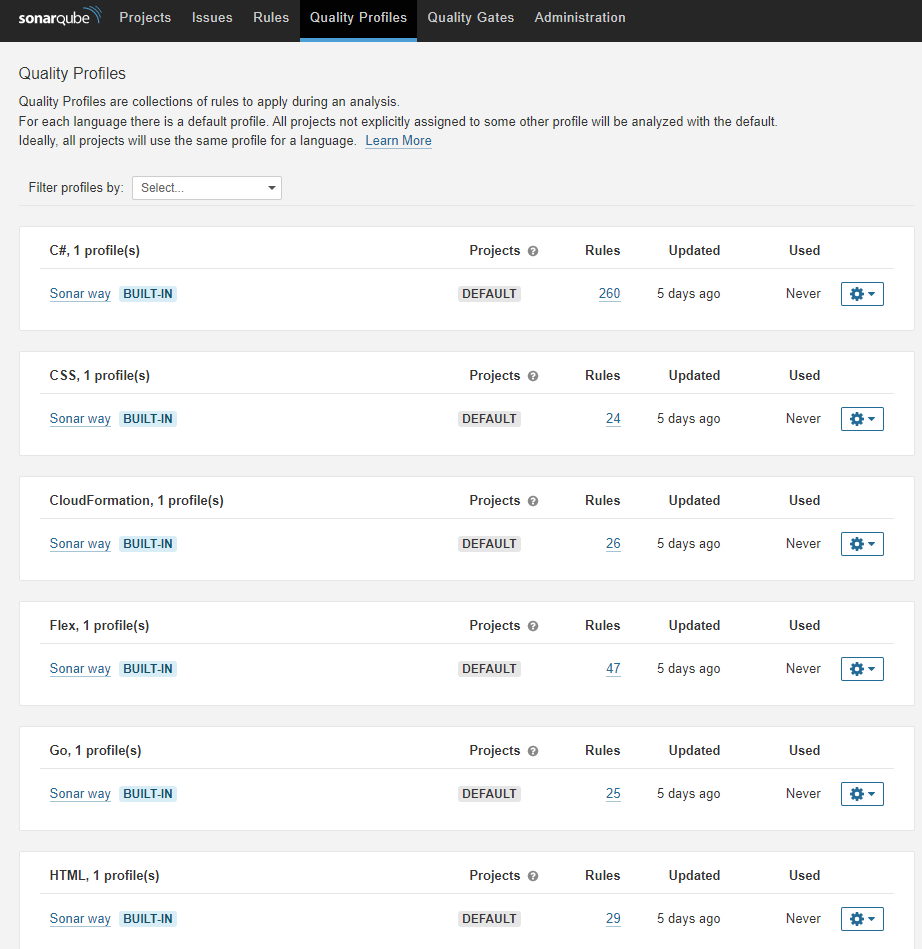 sonarqube Projects Issues Rules Quality Profiles Quality Gates Administration
Quality Profiles
Quality Profiles are collections of rules to apply during an analysis.
For each language there is a default profile. All projects not explicitly assigned to some other profile will be analyzed with the default.
Ideally, all projects will use the same profile for a language. Learn More
Filter profiles by: Select...
C#, 1 profile(s) Projects ? Rules Updated Used
Sonar way BUILT-IN DEFAULT 260 5 days ago Never
CSS, 1 profile(s) Projects ? Rules Updated Used
Sonar way BUILT-IN DEFAULT 24 5 days ago Never
CloudFormation, 1 profile(s) Projects ? Rules Updated Used
Sonar way BUILT-IN DEFAULT 26 5 days ago Never
Flex, 1 profile(s) Projects ? Rules Updated Used
Sonar way BUILT-IN DEFAULT 47 5 days ago Never
Go, 1 profile(s) Projects ? Rules Updated Used
Sonar way BUILT-IN DEFAULT 25 5 days ago Never
HTML, 1 profile(s) Projects ? Rules Updated Used
Sonar way BUILT-IN DEFAULT 29 5 days ago Never